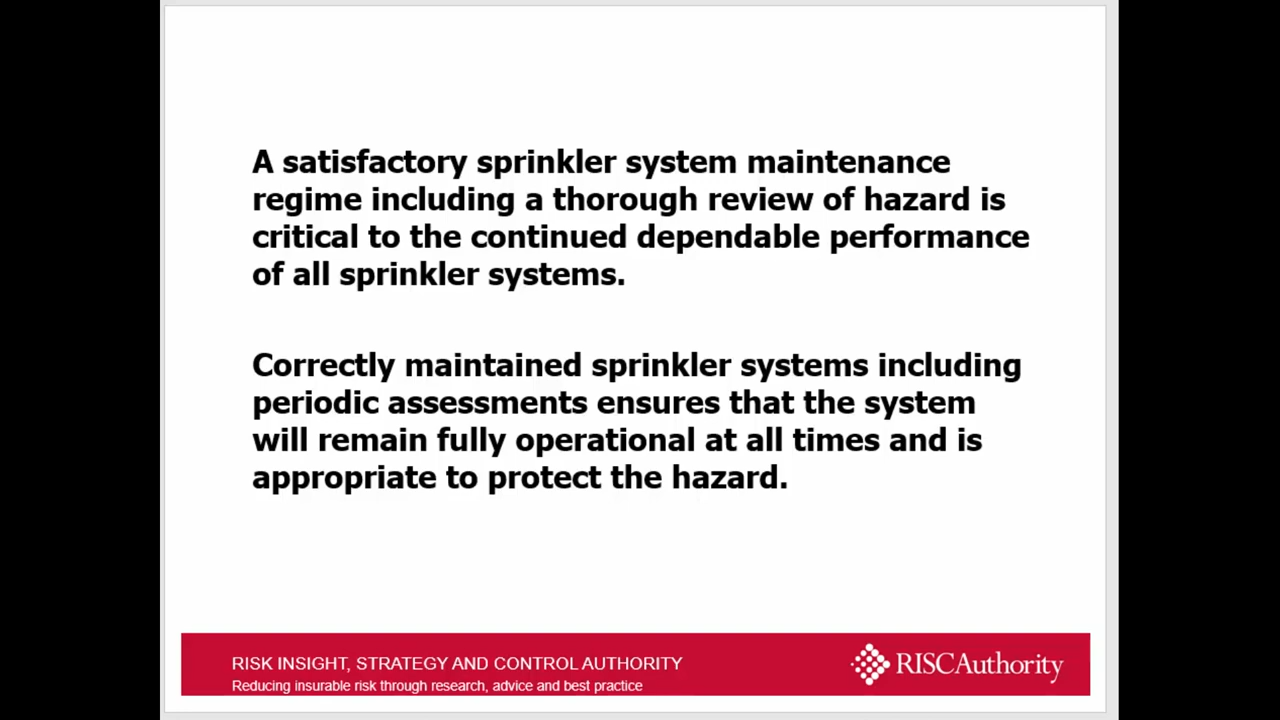 A satisfactory sprinkler system maintenance
regime including a thorough review of hazard is
critical to the continued dependable performance
of all sprinkler systems.
Correctly maintained sprinkler systems including
periodic assessments ensures that the system
will remain fully operational at all times and is
appropriate to protect the hazard.
RISK INSIGHT, STRATEGY AND CONTROL AUTHORITY
Reducing insurable risk through research, advice and best practice
RISCAuthority